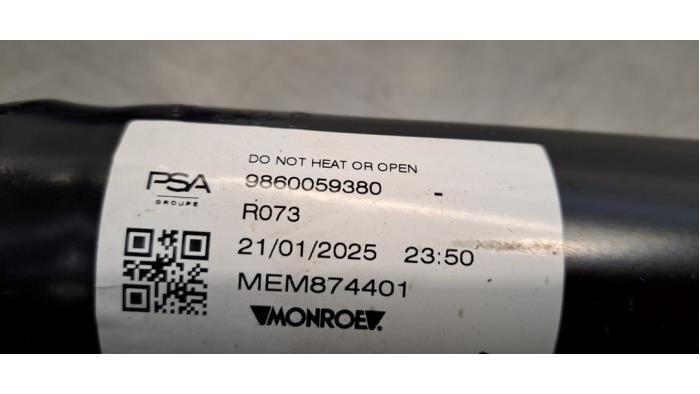 DO NOT HEAT OR OPEN
PSA
GROUPE
9860059380 -
R073
21/01/2025 23:50
MEM874401
MONROE